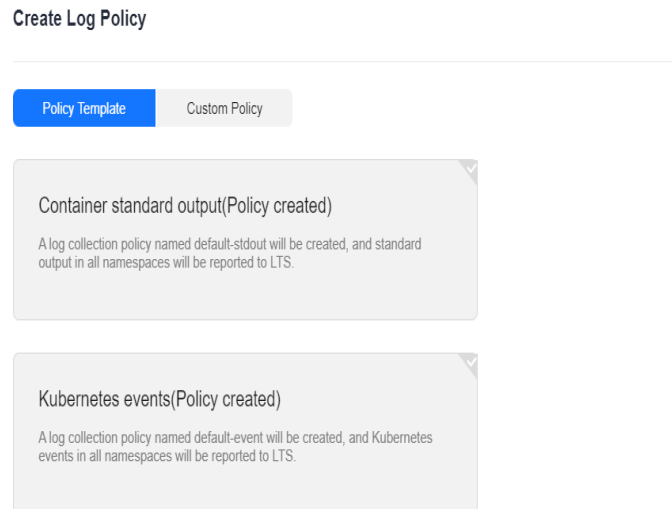 Create Log Policy
Policy Template
Custom Policy
Container standard output(Policy created)
A log collection policy named default-stdout will be created, and standard
output in all namespaces will be reported to LTS.
Kubernetes events(Policy created)
A log collection policy named default-event will be created, and Kubernetes
events in all namespaces will be reported to LTS.